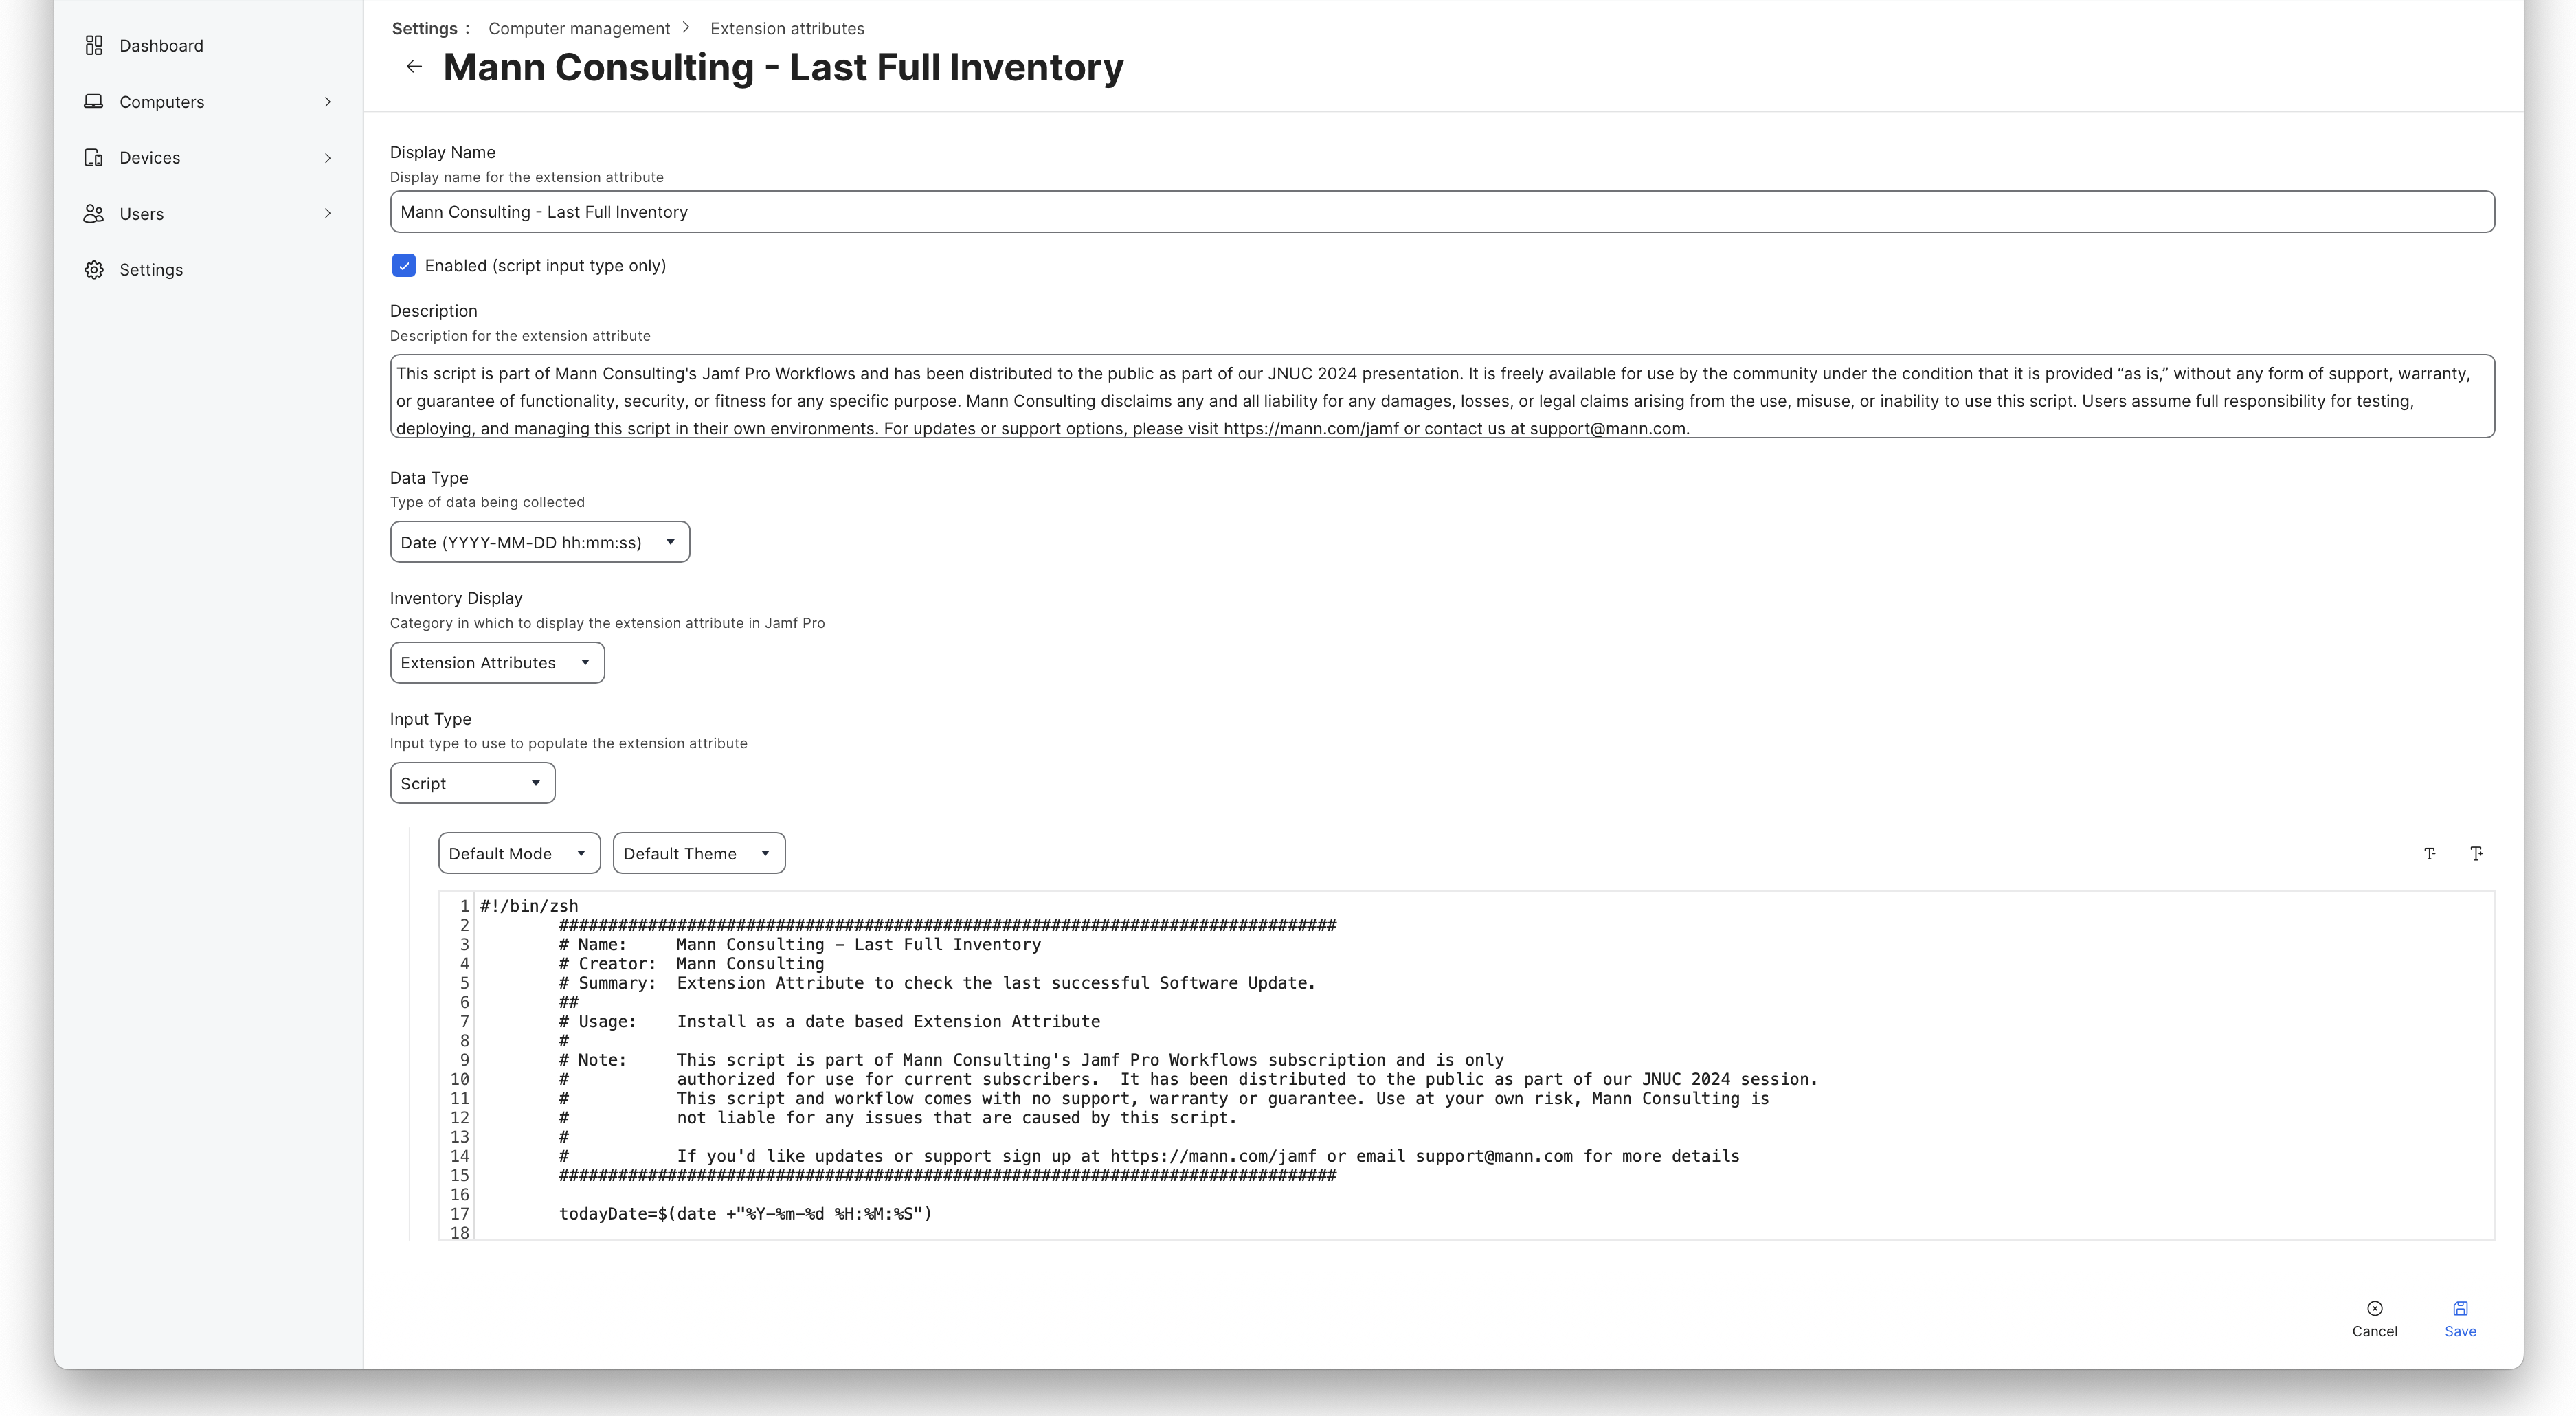 Dashboard
Computers
Devices
Users
Settings
Settings : Computer management > Extension attributes
← Mann Consulting - Last Full Inventory
Display Name
Display name for the extension attribute
Mann Consulting - Last Full Inventory
Enabled (script input type only)
Description
Description for the extension attribute
This script is part of Mann Consulting's Jamf Pro Workflows and has been distributed to the public as part of our JNUC 2024 presentation. It is freely available for use by the community under the condition that it is provided “as is,” without any form of support, warranty,
or guarantee of functionality, security, or fitness for any specific purpose. Mann Consulting disclaims any and all liability for any damages, losses, or legal claims arising from the use, misuse, or inability to use this script. Users assume full responsibility for testing,
deploying, and managing this script in their own environments. For updates or support options, please visit https://mann.com/jamf or contact us at support@mann.com.
Data Type
Type of data being collected
Date (YYYY-MM-DD hh:mm:ss)
Inventory Display
Category in which to display the extension attribute in Jamf Pro
Extension Attributes
Input Type
Input type to use to populate the extension attribute
Script
Default Mode Default Theme
1 #!/bin/zsh
2 ###############################################################################
3 # Name: Mann Consulting – Last Full Inventory
4 # Creator: Mann Consulting
5 # Summary: Extension Attribute to check the last successful Software Update.
6 ##
7 # Usage: Install as a date based Extension Attribute
8 #
9 # Note: This script is part of Mann Consulting's Jamf Pro Workflows subscription and is only
10 # authorized for use for current subscribers. It has been distributed to the public as part of our JNUC 2024 session.
11 # This script and workflow comes with no support, warranty or guarantee. Use at your own risk, Mann Consulting is
12 # not liable for any issues that are caused by this script.
13 #
14 # If you'd like updates or support sign up at https://mann.com/jamf or email support@mann.com for more details
15 ###############################################################################
16
17 todayDate=$(date +"%Y-%m-%d %H:%M:%S")
18
Cancel Save